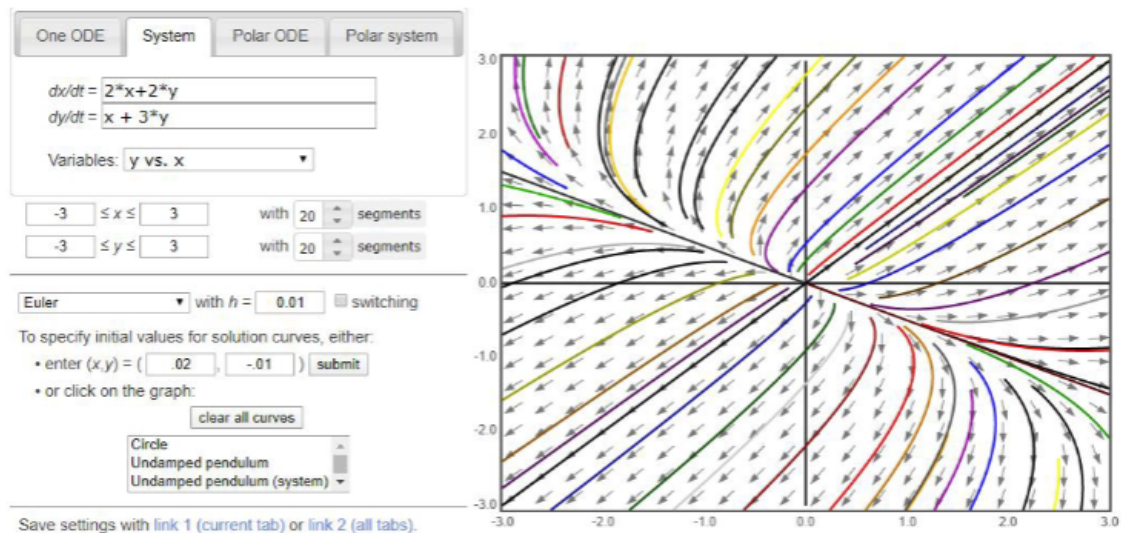 One ODE System Polar ODE Polar system
dx/dt = 2*x+2*y
dy/dt = x + 3*y
Variables: y vs. x
-3 ≤ x ≤ 3 with 20 segments
-3 ≤ y ≤ 3 with 20 segments
Euler with h = 0.01 switching
To specify initial values for solution curves, either:
• enter (x,y) = ( .02 , -.01 ) submit
• or click on the graph:
clear all curves
Circle
Undamped pendulum
Undamped pendulum (system)
Save settings with link 1 (current tab) or link 2 (all tabs).
3.0
2.0
1.0
0.0
-1.0
-2.0
-3.0
-3.0 -2.0 -1.0 0.0 1.0 2.0 3.0